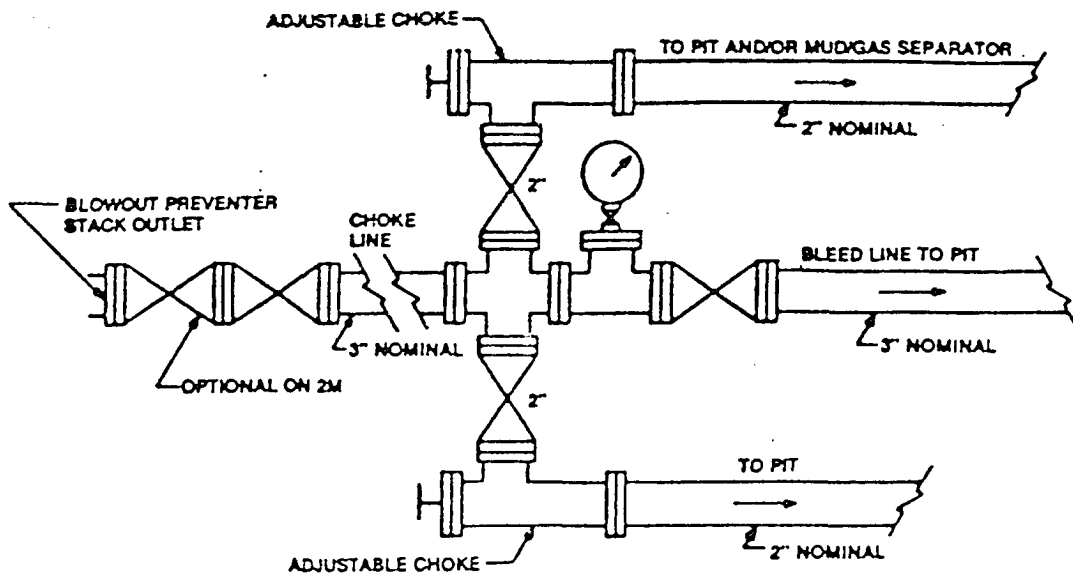 ADJUSTABLE CHOKE
TO PIT AND/OR MUD/GAS SEPARATOR
2" NOMINAL
2"
BLOWOUT PREVENTER
STACK OUTLET
CHOKE
LINE
BLEED LINE TO PIT
3" NOMINAL
3" NOMINAL
OPTIONAL ON 2M
2"
TO PIT
2" NOMINAL
ADJUSTABLE CHOKE